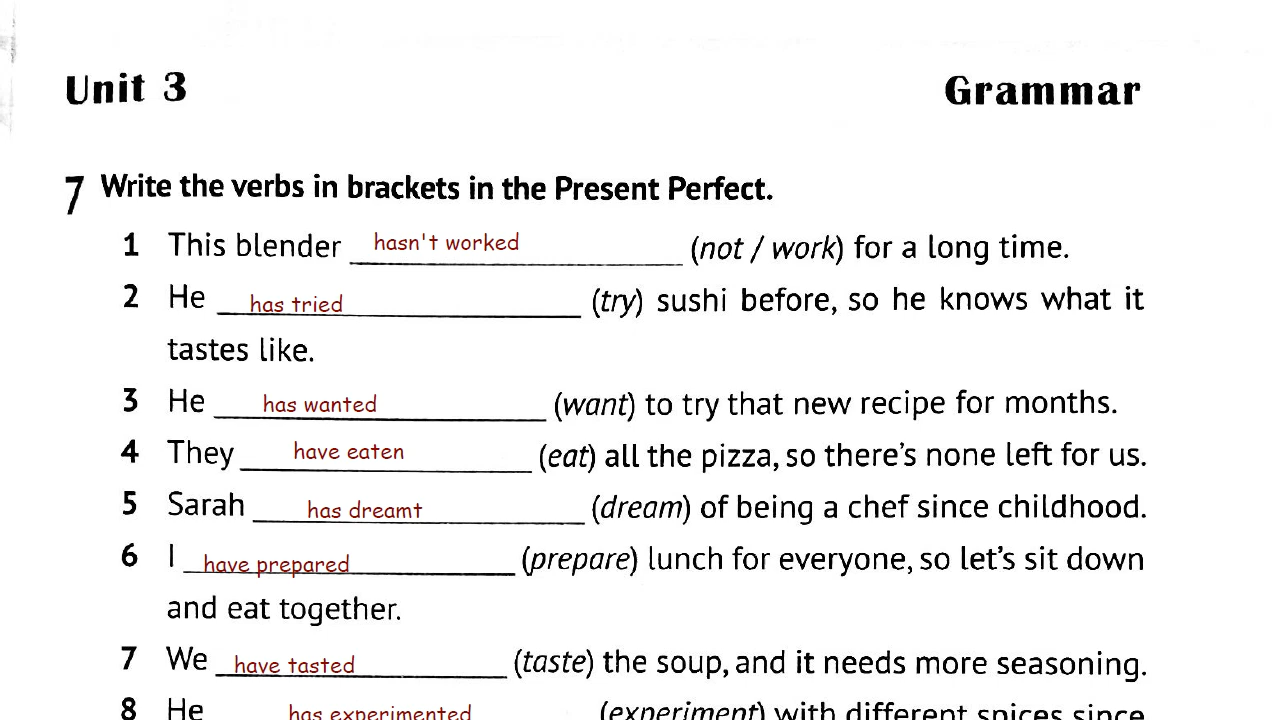 Unit 3 Grammar
7 Write the verbs in brackets in the Present Perfect.
1 This blender hasn't worked (not / work) for a long time.
2 He has tried (try) sushi before, so he knows what it
tastes like.
3 He has wanted (want) to try that new recipe for months.
4 They have eaten (eat) all the pizza, so there's none left for us.
5 Sarah has dreamt (dream) of being a chef since childhood.
6 I have prepared (prepare) lunch for everyone, so let's sit down
and eat together.
7 We have tasted (taste) the soup, and it needs more seasoning.
8 He has experimented (experiment) with different spices since